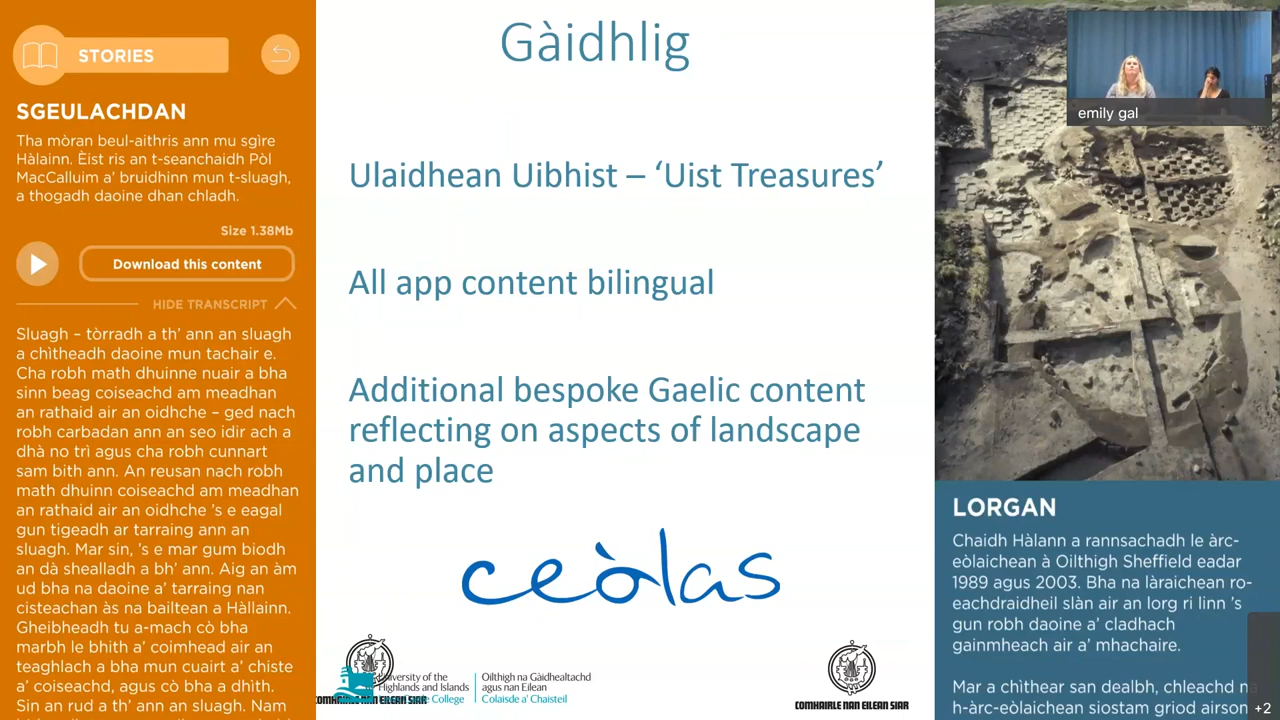 STORIES
SGEULACHDAN
Tha mòran beul-aithris ann mu sgìre
Hàlainn. Èist ris an t-seanchaidh Pòl
MacCalluim a' bruidhinn mun t-sluagh,
a thogadh daoine dhan chladh.
Size 1.38Mb
Download this content
HIDE TRANSCRIPT
Sluagh – tòrradh a th' ann an sluagh
a chìtheadh daoine mun tachair e.
Cha robh math dhuinne nuair a bha
sinn beag coiseachd am meadhan
an rathaid air an oidhche – ged nach
robh carbadan ann an seo idir ach a
dhà no trì agus cha robh cunnart
sam bith ann. An reusan nach robh
math dhuinn coiseachd am meadhan
an rathaid air an oidhche 's e eagal
gun tigeadh ar tarraing ann an
sluagh. Mar sin, 's e mar gum biodh
an dà shealladh a bh' ann. Aig an àm
ud bha na daoine a' tarraing nan
cisteachan às na bailtean a Hàllainn.
Gheibheadh tu a-mach cò bha
marbh le bhith a' coimhead air an
teaghlach a bha mun cuairt a' chiste
a' coiseachd, agus cò bha a dhìth.
Sin an rud a th' ann an sluagh. Nam
Gàidhlig
Ulaidhean Uibhist – ‘Uist Treasures’
All app content bilingual
Additional bespoke Gaelic content
reflecting on aspects of landscape
and place
ceòlas
University of the
Highlands and Islands
College
Oilthigh na Gàidhealtachd
agus nan Eilean
Colaisde a' Chaisteil
COMHAIRLE NAN EILEAN SIAR
COMHAIRLE NAN EILEAN SIAR
emily gal
LORGAN
Chaidh Hàlann a rannsachadh le àrc-
eòlaichean à Oilthigh Sheffield eadar
1989 agus 2003. Bha na làraichean ro-
eachdraidheil slàn air an lorg ri linn 's
gun robh daoine a' cladhach
gainmheach air a' mhachaire.
Mar a chìthear san dealbh, chleachd na
h-àrc-eòlaichean siostam griod airson
+2